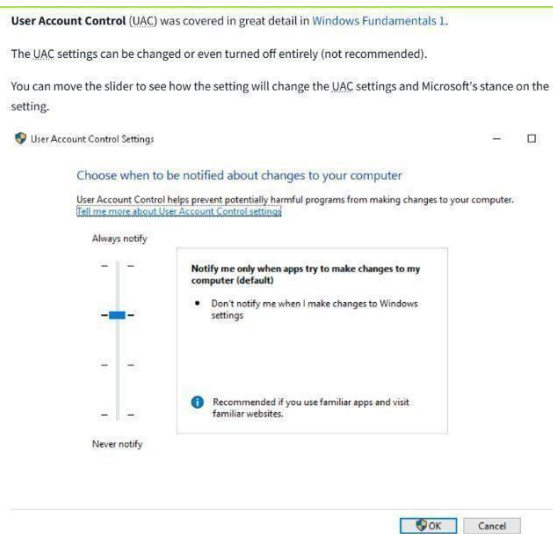 User Account Control (UAC) was covered in great detail in Windows Fundamentals 1.
The UAC settings can be changed or even turned off entirely (not recommended).
You can move the slider to see how the setting will change the UAC settings and Microsoft's stance on the
setting.
User Account Control Settings
Choose when to be notified about changes to your computer
User Account Control helps prevent potentially harmful programs from making changes to your computer.
Tell me more about User Account Control settings
Always notify
Notify me only when apps try to make changes to my
computer (default)
• Don't notify me when I make changes to Windows
settings
Recommended if you use familiar apps and visit
familiar websites.
Never notify
OK Cancel